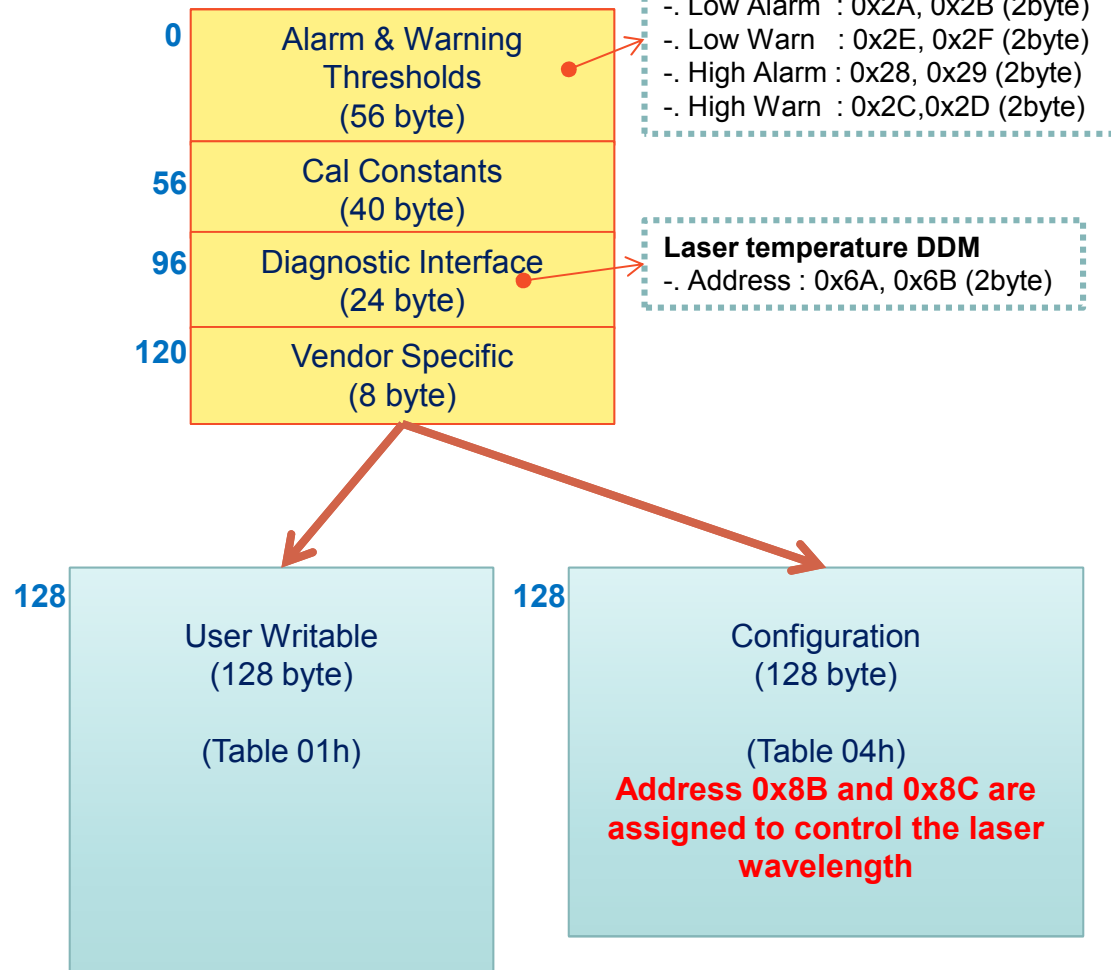 -. Low Alarm : 0x2A, 0x2B (2byte)
-. Low Warn : 0x2E, 0x2F (2byte)
-. High Alarm : 0x28, 0x29 (2byte)
-. High Warn : 0x2C,0x2D (2byte)
0
Alarm & Warning
Thresholds
(56 byte)
56
Cal Constants
(40 byte)
96
Diagnostic Interface
(24 byte)
Laser temperature DDM
-. Address : 0x6A, 0x6B (2byte)
120
Vendor Specific
(8 byte)
128
User Writable
(128 byte)
(Table 01h)
128
Configuration
(128 byte)
(Table 04h)
Address 0x8B and 0x8C are
assigned to control the laser
wavelength